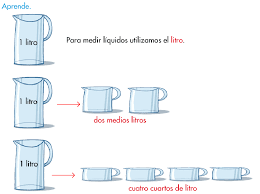 Aprende.
Para medir líquidos utilizamos el litro.
1 litro
1 litro
dos medios litros
1 litro
cuatro cuartos de litro